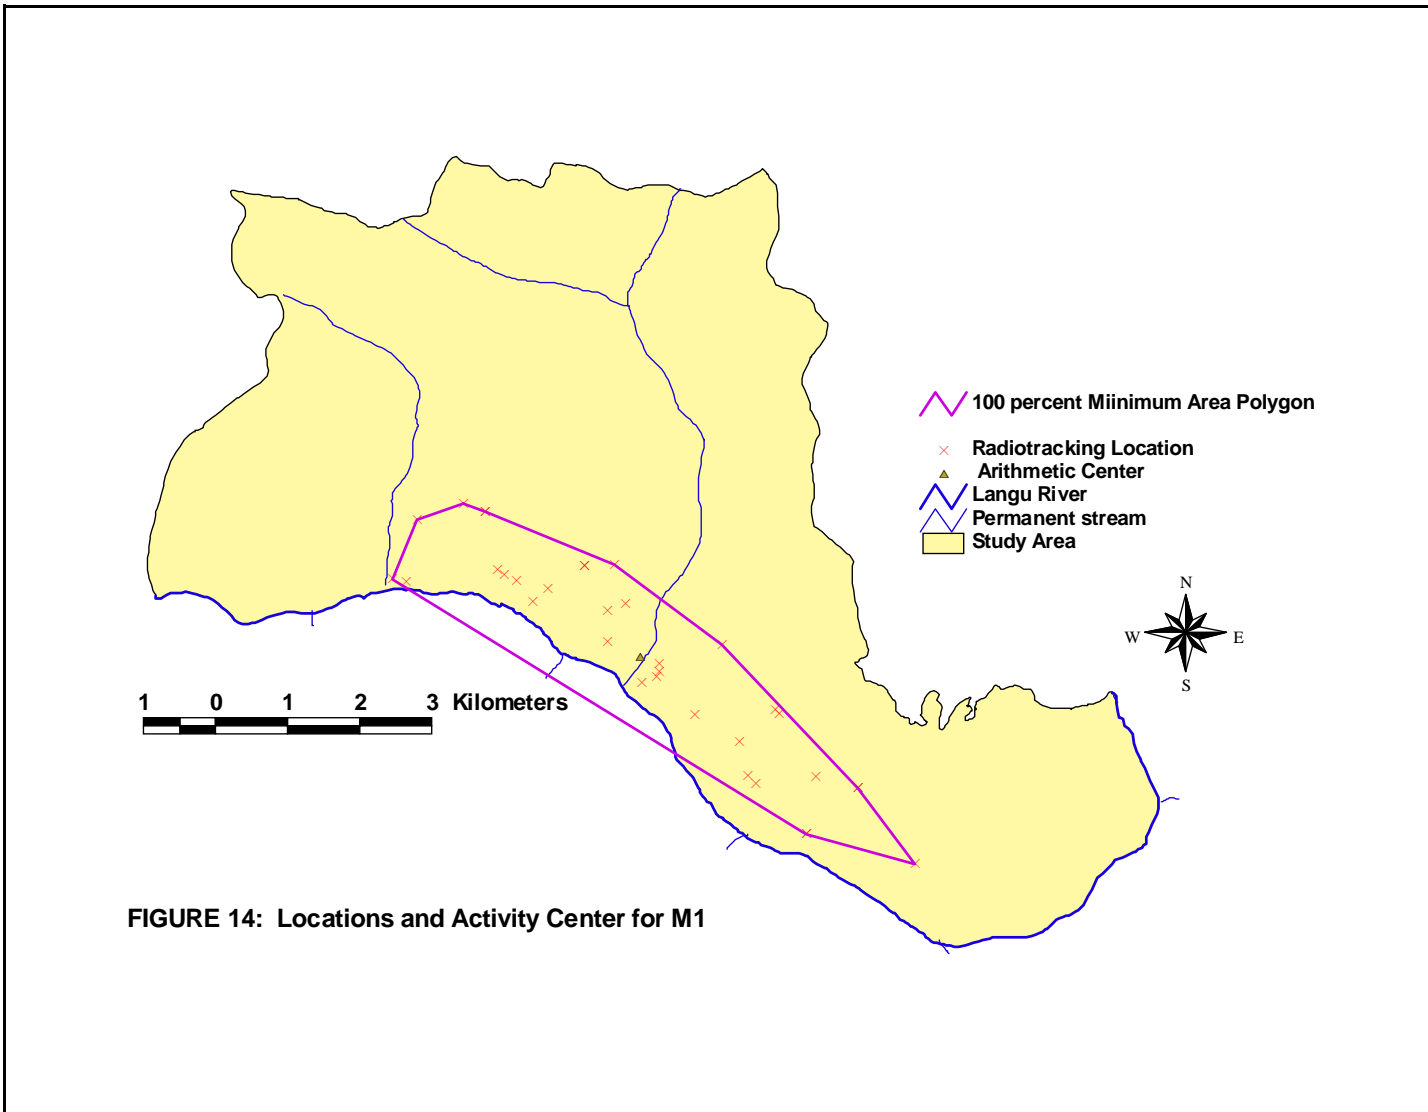 100 percent Miinimum Area Polygon
Radiotracking Location
Arithmetic Center
Langu River
Permanent stream
Study Area
N
W E
S
1 0 1 2 3 Kilometers
FIGURE 14: Locations and Activity Center for M1